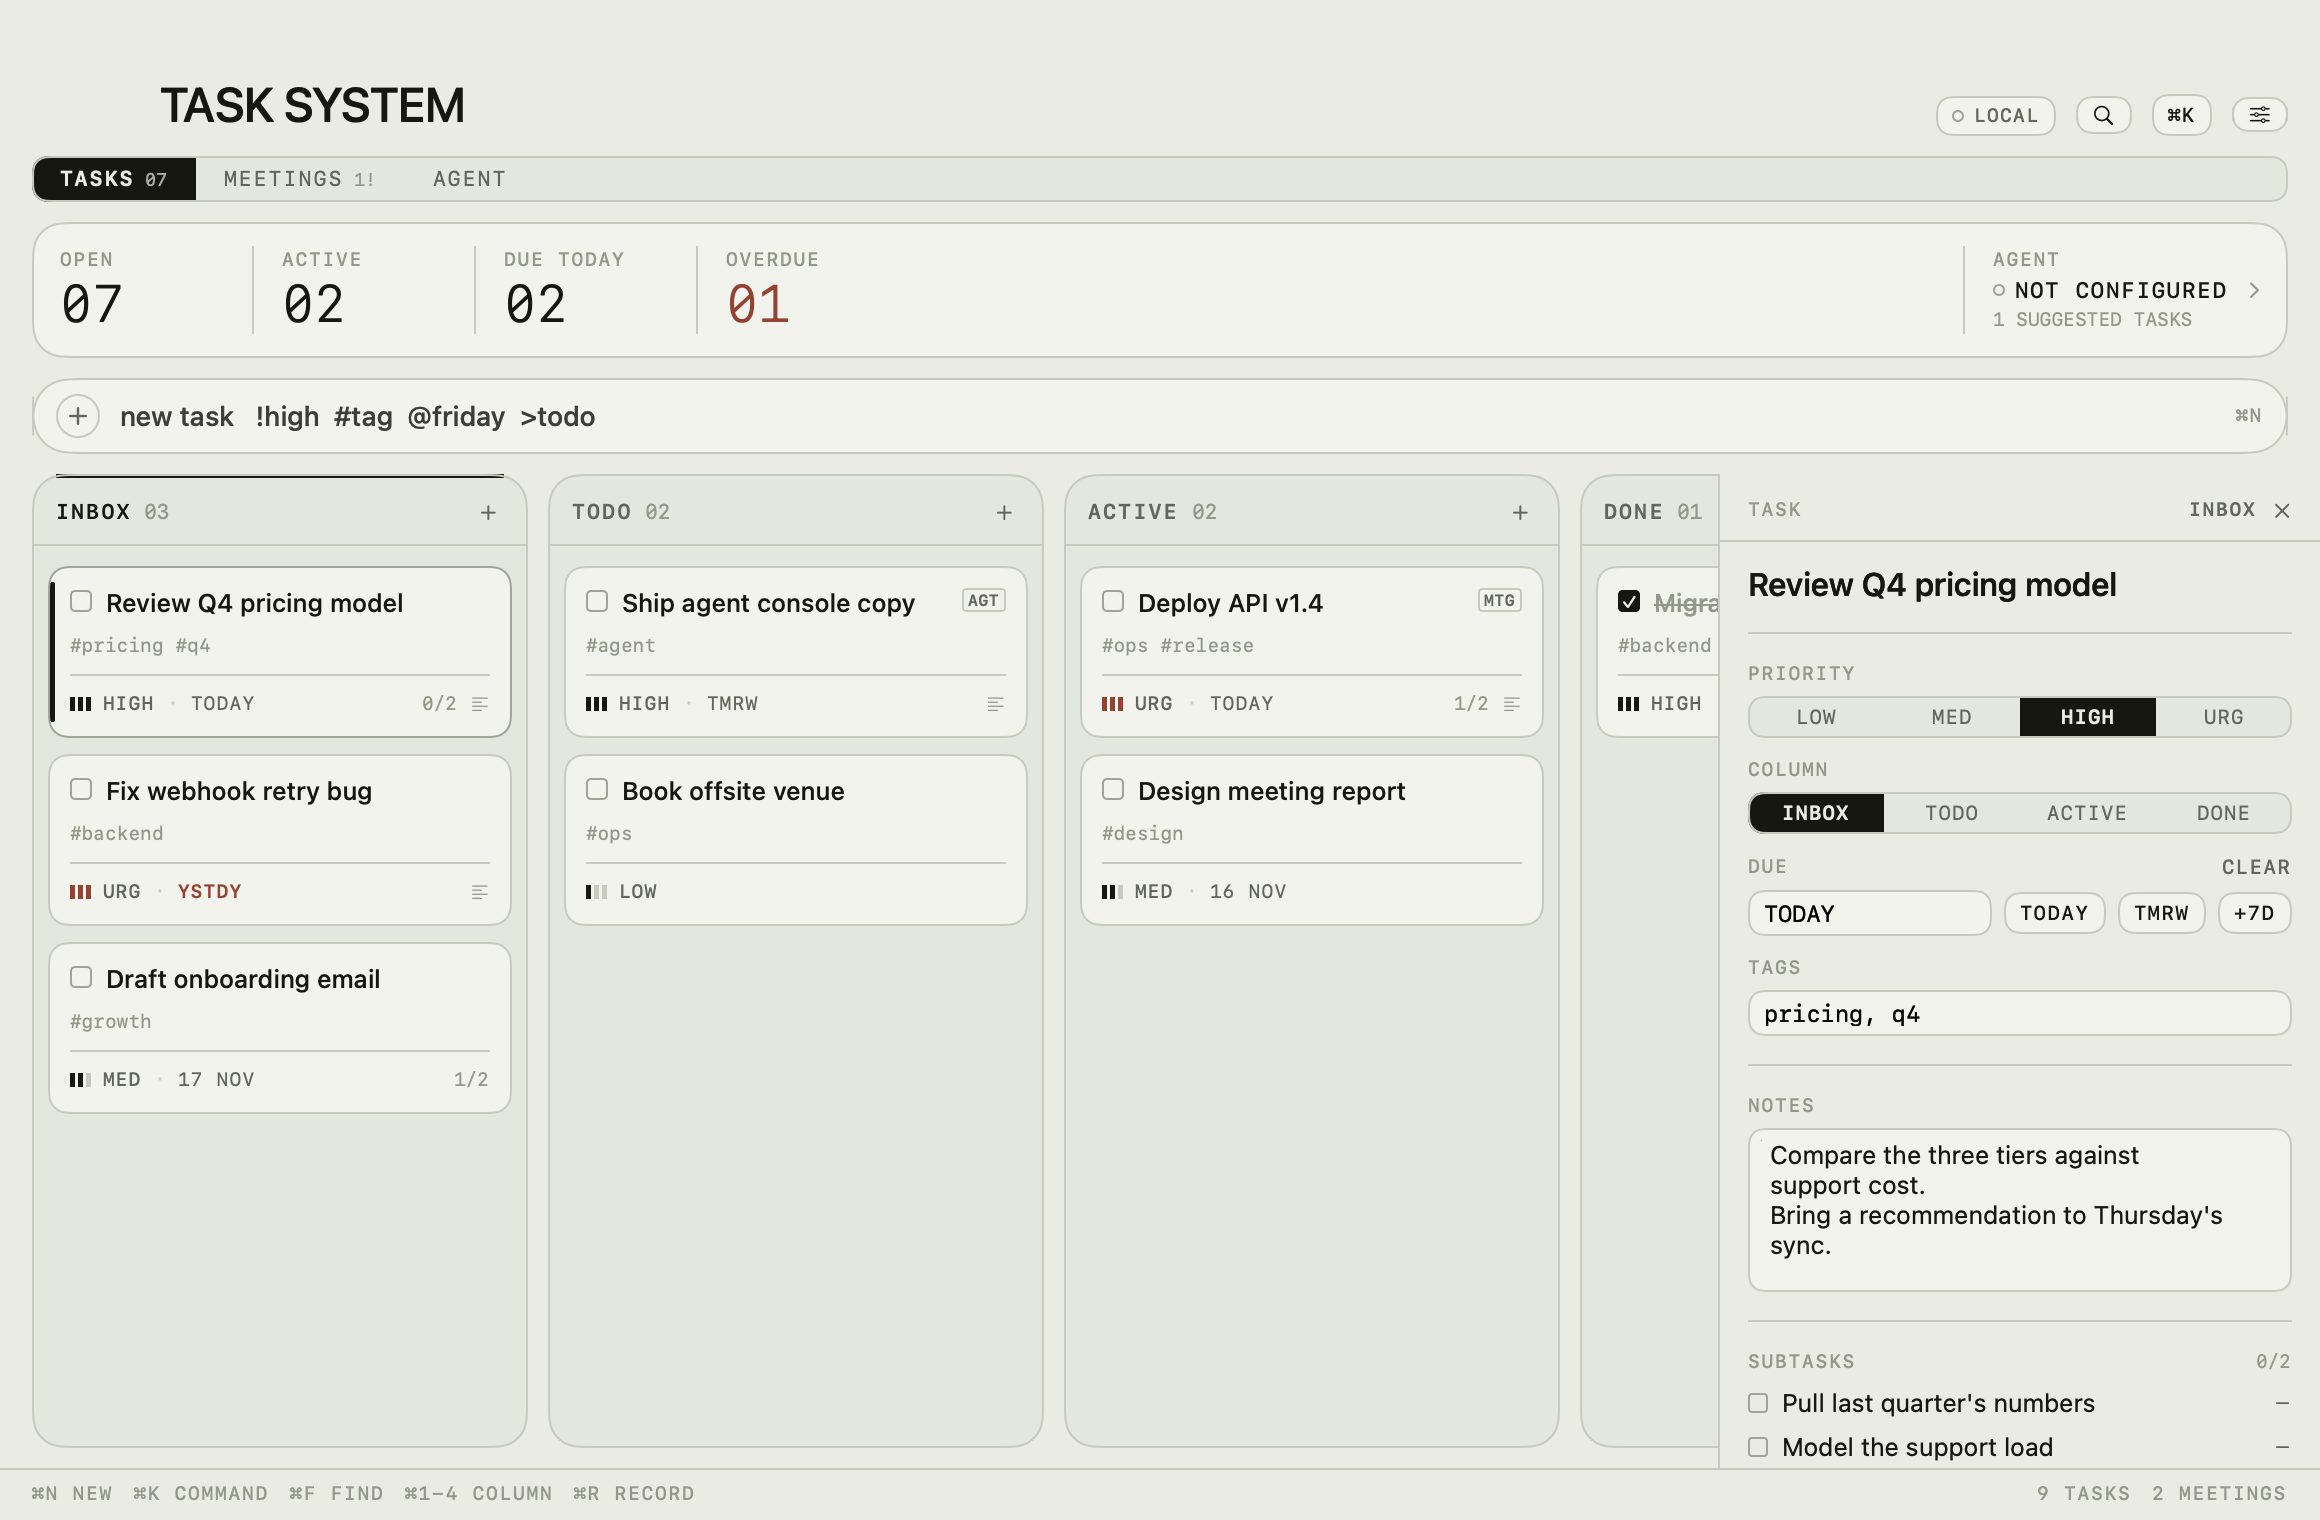 TASK SYSTEM
LOCAL
⌘K
TASKS 07
MEETINGS 1!
AGENT
OPEN
07
ACTIVE
02
DUE TODAY
02
OVERDUE
01
AGENT
NOT CONFIGURED
1 SUGGESTED TASKS
new task !high #tag @friday >todo
⌘N
INBOX 03
Review Q4 pricing model
#pricing #q4
HIGH · TODAY 0/2
Fix webhook retry bug
#backend
URG · YSTDY
Draft onboarding email
#growth
MED · 17 NOV 1/2
TODO 02
Ship agent console copy AGT
#agent
HIGH · TMRW
Book offsite venue
#ops
LOW
ACTIVE 02
Deploy API v1.4 MTG
#ops #release
URG · TODAY 1/2
Design meeting report
#design
MED · 16 NOV
DONE 01
Migra
#backend
HIGH
TASK INBOX
Review Q4 pricing model
PRIORITY
LOW MED HIGH URG
COLUMN
INBOX TODO ACTIVE DONE
DUE CLEAR
TODAY TODAY TMRW +7D
TAGS
pricing, q4
NOTES
Compare the three tiers against
support cost.
Bring a recommendation to Thursday's
sync.
SUBTASKS 0/2
Pull last quarter's numbers
Model the support load
⌘N NEW ⌘K COMMAND ⌘F FIND ⌘1–4 COLUMN ⌘R RECORD
9 TASKS 2 MEETINGS